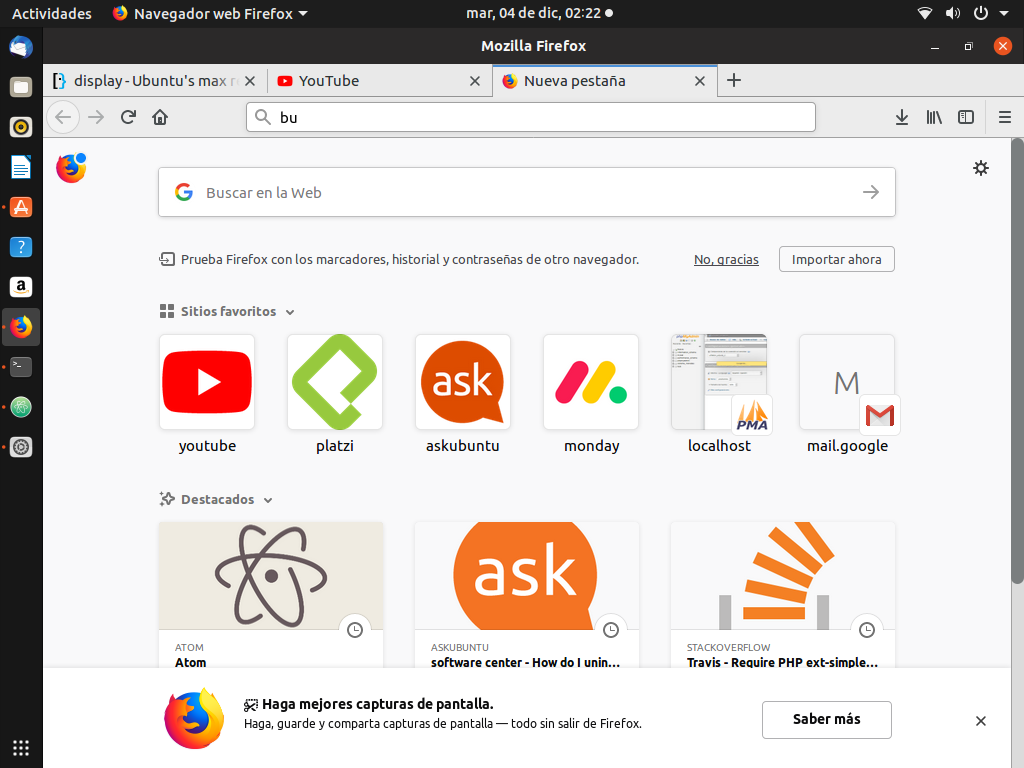 Actividades
Navegador web Firefox
mar, 04 de dic, 02:22
Mozilla Firefox
display - Ubuntu's max r
YouTube
Nueva pestaña
bu
Buscar en la Web
Prueba Firefox con los marcadores, historial y contraseñas de otro navegador.
No, gracias
Importar ahora
Sitios favoritos
ask
PMA
M
youtube
platzi
askubuntu
monday
localhost
mail.google
Destacados
ask
ATOM
ASKUBUNTU
STACKOVERFLOW
Atom
software center - How do I unin...
Travis - Require PHP ext-simple...
Haga mejores capturas de pantalla.
Haga, guarde y comparta capturas de pantalla — todo sin salir de Firefox.
Saber más